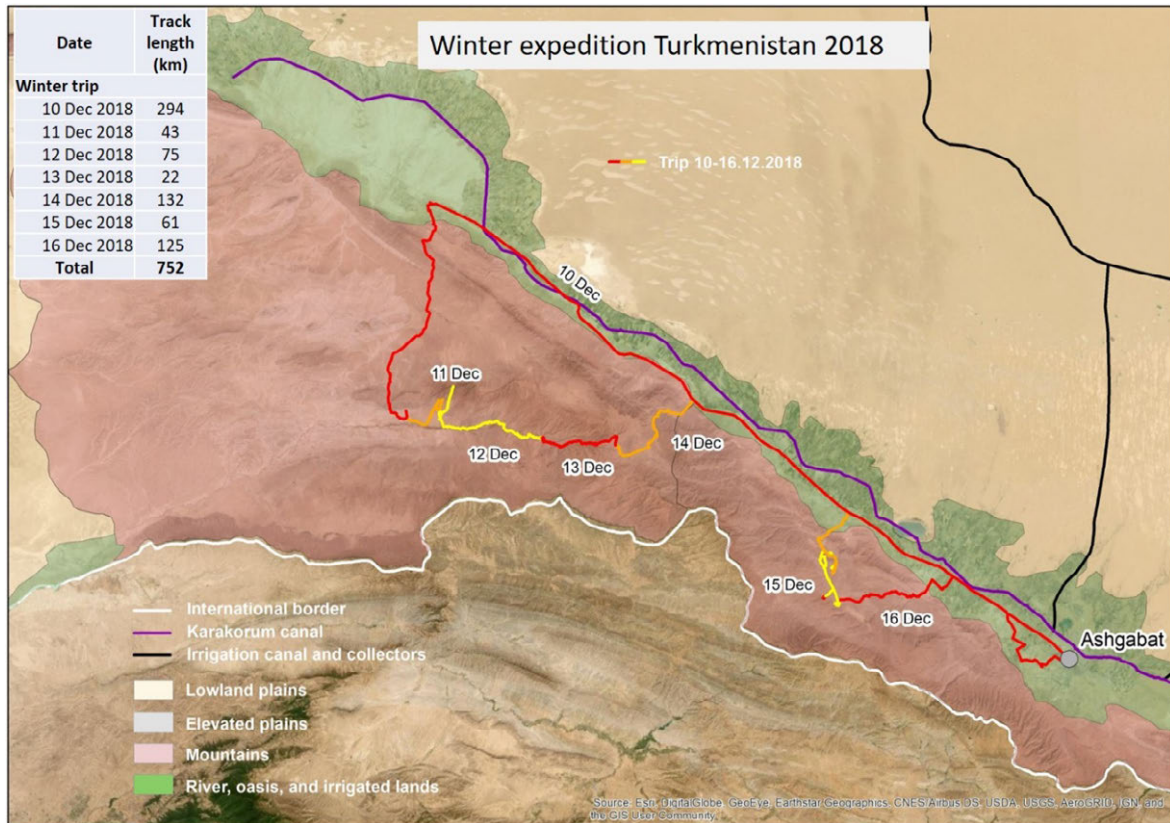 Winter expedition Turkmenistan 2018
Date Track length (km)
Winter trip
10 Dec 2018 294
11 Dec 2018 43
12 Dec 2018 75
13 Dec 2018 22
14 Dec 2018 132
15 Dec 2018 61
16 Dec 2018 125
Total 752
Trip 10-16.12.2018
10 Dec
11 Dec
12 Dec
13 Dec
14 Dec
15 Dec
16 Dec
Ashgabat
International border
Karakorum canal
Irrigation canal and collectors
Lowland plains
Elevated plains
Mountains
River, oasis, and irrigated lands
Source: Esri, DigitalGlobe, GeoEye, Earthstar Geographics, CNES/Airbus DS, USDA, USGS, AeroGRID, IGN, and
the GIS User Community